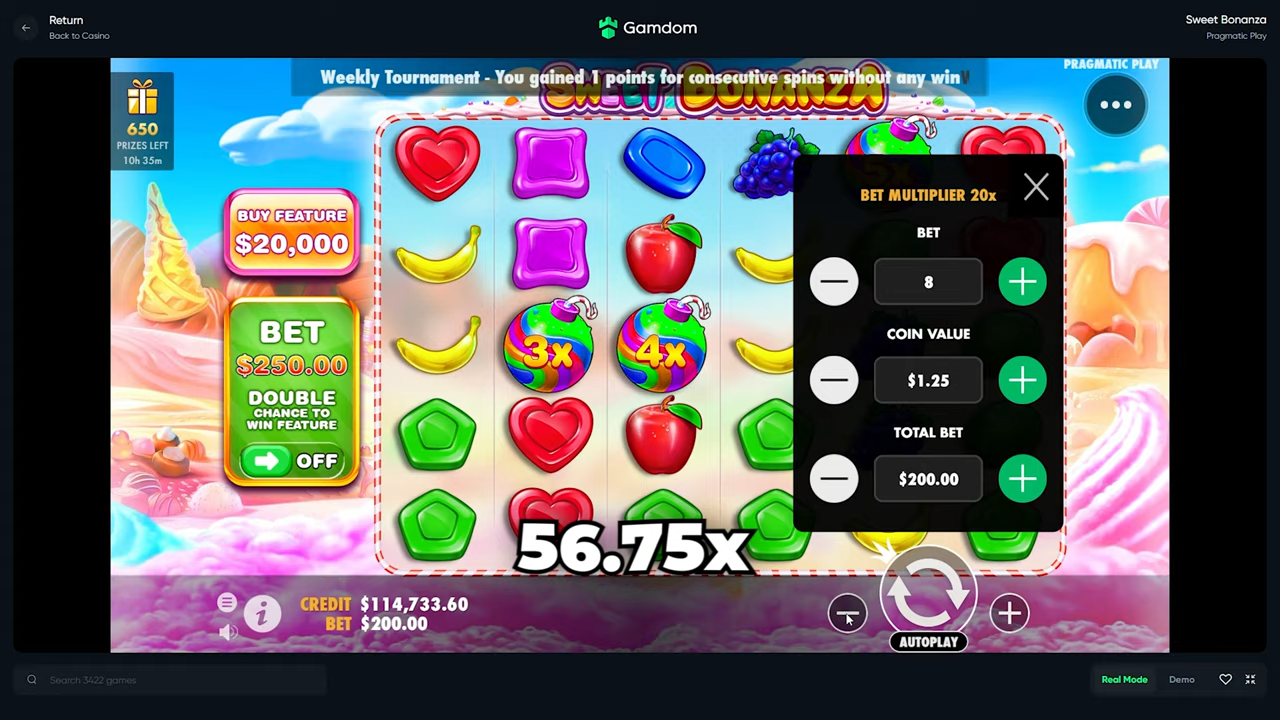 Return
Back to Casino
Gamdom
Sweet Bonanza
Pragmatic Play
Weekly Tournament - You gained 1 points for consecutive spins without any win
PRAGMATIC PLAY
SWEET BONANZA
650
PRIZES LEFT
10h 35m
BUY FEATURE
$20,000
BET
$250.00
DOUBLE
CHANCE TO
WIN FEATURE
OFF
5x
3x
4x
BET MULTIPLIER 20x
BET
8
COIN VALUE
$1.25
TOTAL BET
$200.00
56.75x
CREDIT $114,733.60
BET $200.00
AUTOPLAY
Search 3422 games
Real Mode
Demo